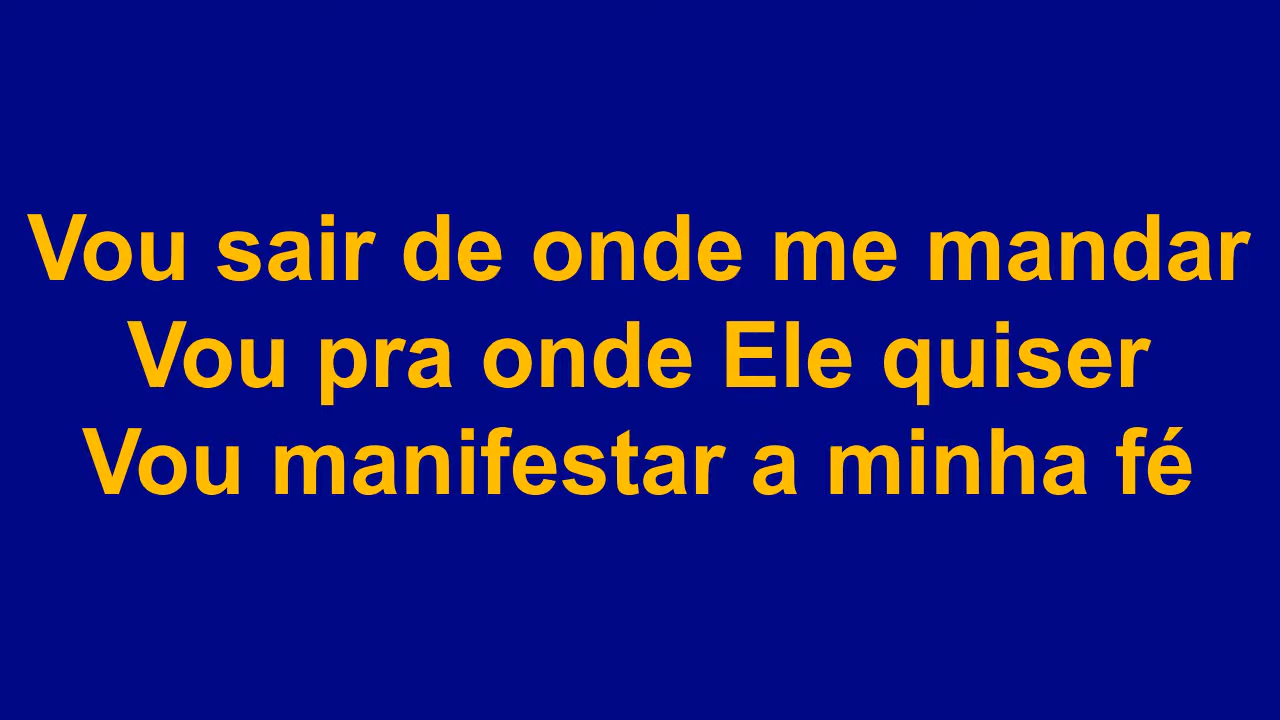 Vou sair de onde me mandar
Vou pra onde Ele quiser
Vou manifestar a minha fé